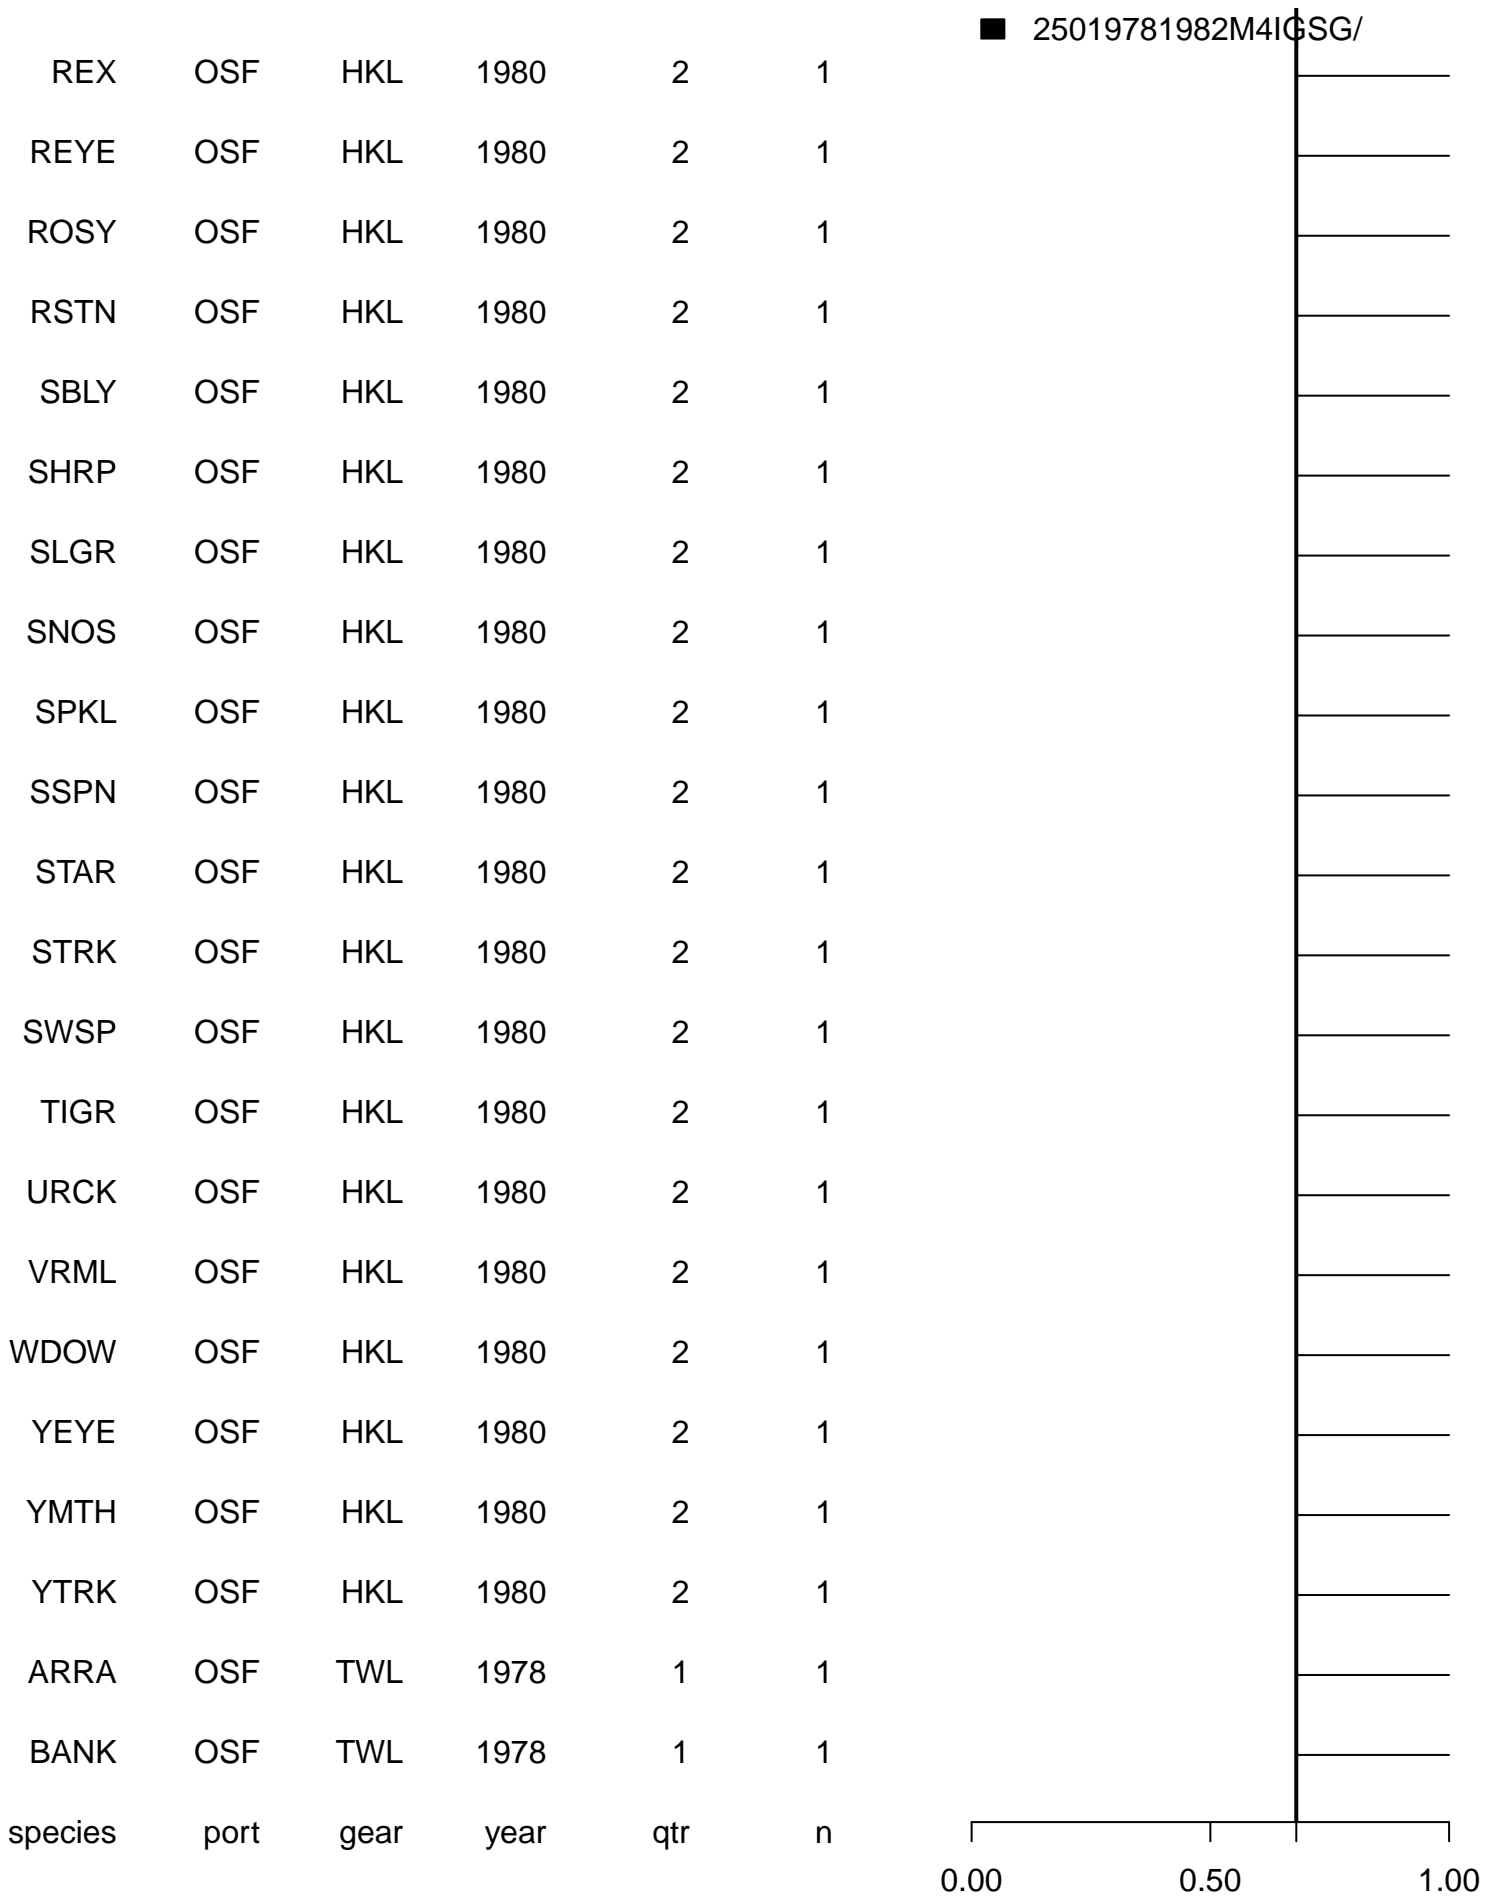 25019781982M4IGSG/
REX OSF HKL 1980 2 1
REYE OSF HKL 1980 2 1
ROSY OSF HKL 1980 2 1
RSTN OSF HKL 1980 2 1
SBLY OSF HKL 1980 2 1
SHRP OSF HKL 1980 2 1
SLGR OSF HKL 1980 2 1
SNOS OSF HKL 1980 2 1
SPKL OSF HKL 1980 2 1
SSPN OSF HKL 1980 2 1
STAR OSF HKL 1980 2 1
STRK OSF HKL 1980 2 1
SWSP OSF HKL 1980 2 1
TIGR OSF HKL 1980 2 1
URCK OSF HKL 1980 2 1
VRML OSF HKL 1980 2 1
WDOW OSF HKL 1980 2 1
YEYE OSF HKL 1980 2 1
YMTH OSF HKL 1980 2 1
YTRK OSF HKL 1980 2 1
ARRA OSF TWL 1978 1 1
BANK OSF TWL 1978 1 1
species port gear year qtr n
0.00 0.50 1.00